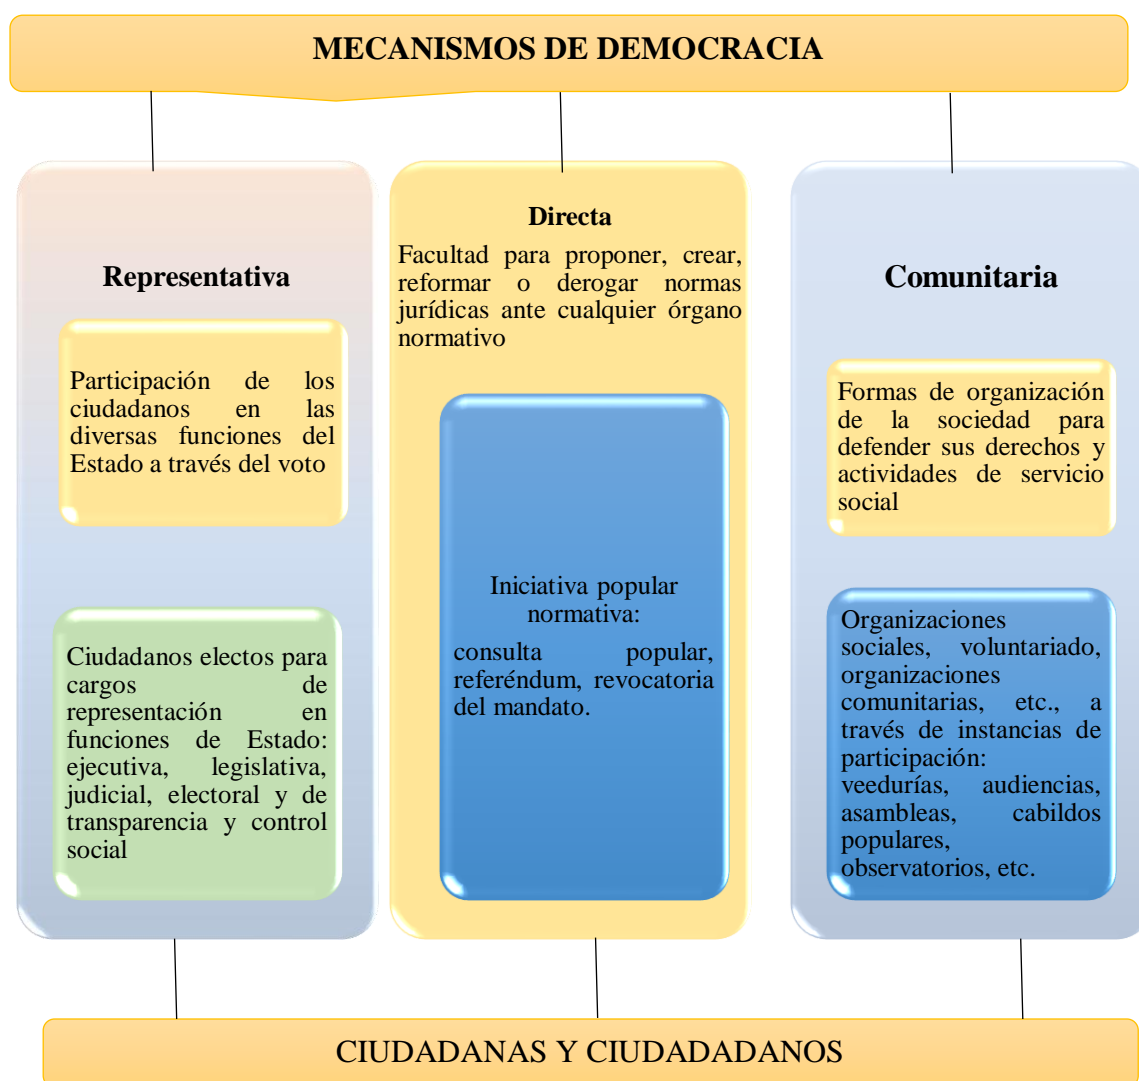 MECANISMOS DE DEMOCRACIA
Representativa
Participación de los
ciudadanos en las
diversas funciones del
Estado a través del voto
Ciudadanos electos para
cargos de
representación en
funciones de Estado:
ejecutiva, legislativa,
judicial, electoral y de
transparencia y control
social
Directa
Facultad para proponer, crear,
reformar o derogar normas
jurídicas ante cualquier órgano
normativo
Iniciativa popular
normativa:
consulta popular,
referéndum, revocatoria
del mandato.
Comunitaria
Formas de organización
de la sociedad para
defender sus derechos y
actividades de servicio
social
Organizaciones
sociales, voluntariado,
organizaciones
comunitarias, etc., a
través de instancias de
participación:
veedurías, audiencias,
asambleas, cabildos
populares,
observatorios, etc.
CIUDADANAS Y CIUDADADANOS